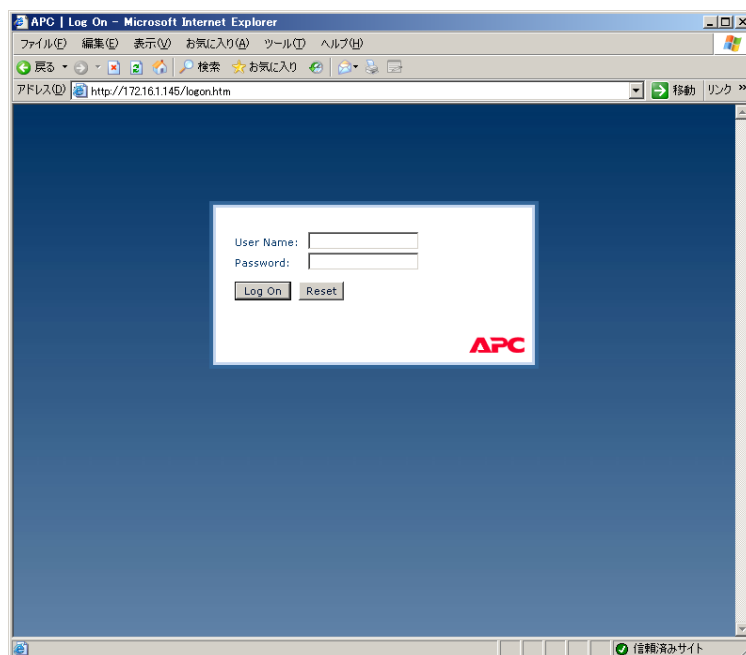 APC | Log On - Microsoft Internet Explorer
ファイル(F) 編集(E) 表示(V) お気に入り(A) ツール(T) ヘルプ(H)
戻る 検索 お気に入り
アドレス(D) http://172.16.1.145/logon.htm 移動 リンク »
User Name:
Password:
Log On Reset
APC
信頼済みサイト